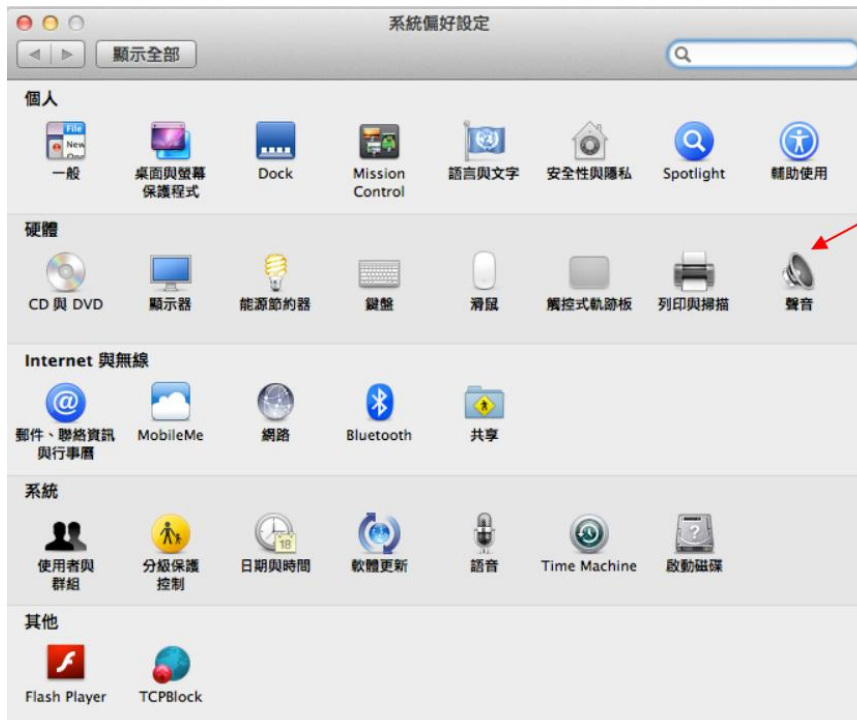 系統偏好設定
顯示全部
個人
File
New
一般
桌面與螢幕
保護程式
Dock
Mission
Control
語言與文字
安全性與隱私
Spotlight
輔助使用
硬體
CD 與 DVD
顯示器
能源節約器
鍵盤
滑鼠
觸控式軌跡板
列印與掃描
聲音
Internet 與無線
郵件、聯絡資訊
與行事曆
MobileMe
網路
Bluetooth
共享
系統
使用者與
群組
分級保護
控制
18
日期與時間
軟體更新
語音
Time Machine
?
啟動磁碟
其他
Flash Player
TCPBlock